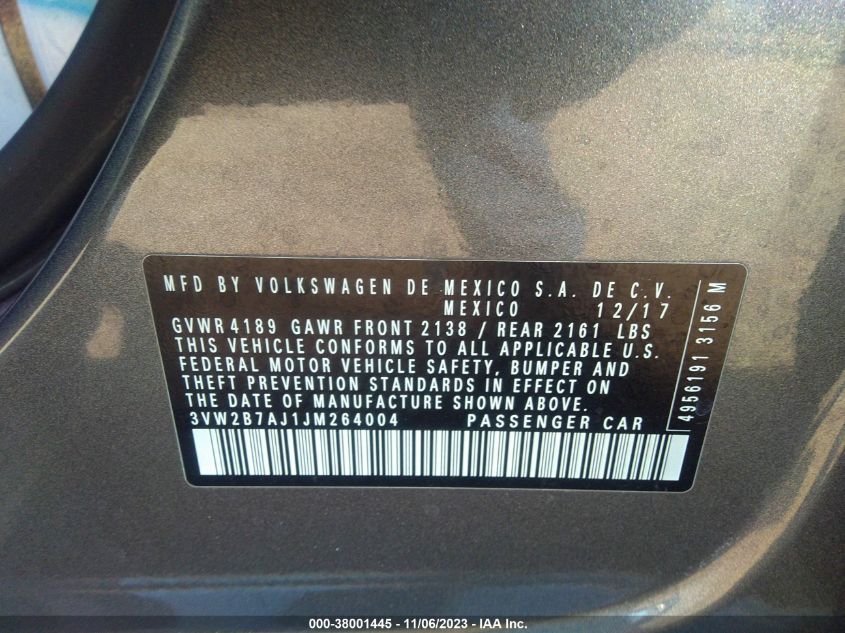 MFD BY VOLKSWAGEN DE MEXICO S.A. DE C.V.
MEXICO 12/17
GVWR 4189 GAWR FRONT 2138 / REAR 2161 LBS
THIS VEHICLE CONFORMS TO ALL APPLICABLE U.S.
FEDERAL MOTOR VEHICLE SAFETY, BUMPER AND
THEFT PREVENTION STANDARDS IN EFFECT ON
THE DATE OF MANUFACTURE SHOWN ABOVE.
3VW2B7AJ1JM264004 PASSENGER CAR
4956191 3156 M
000-38001445 - 11/06/2023 - IAA Inc.